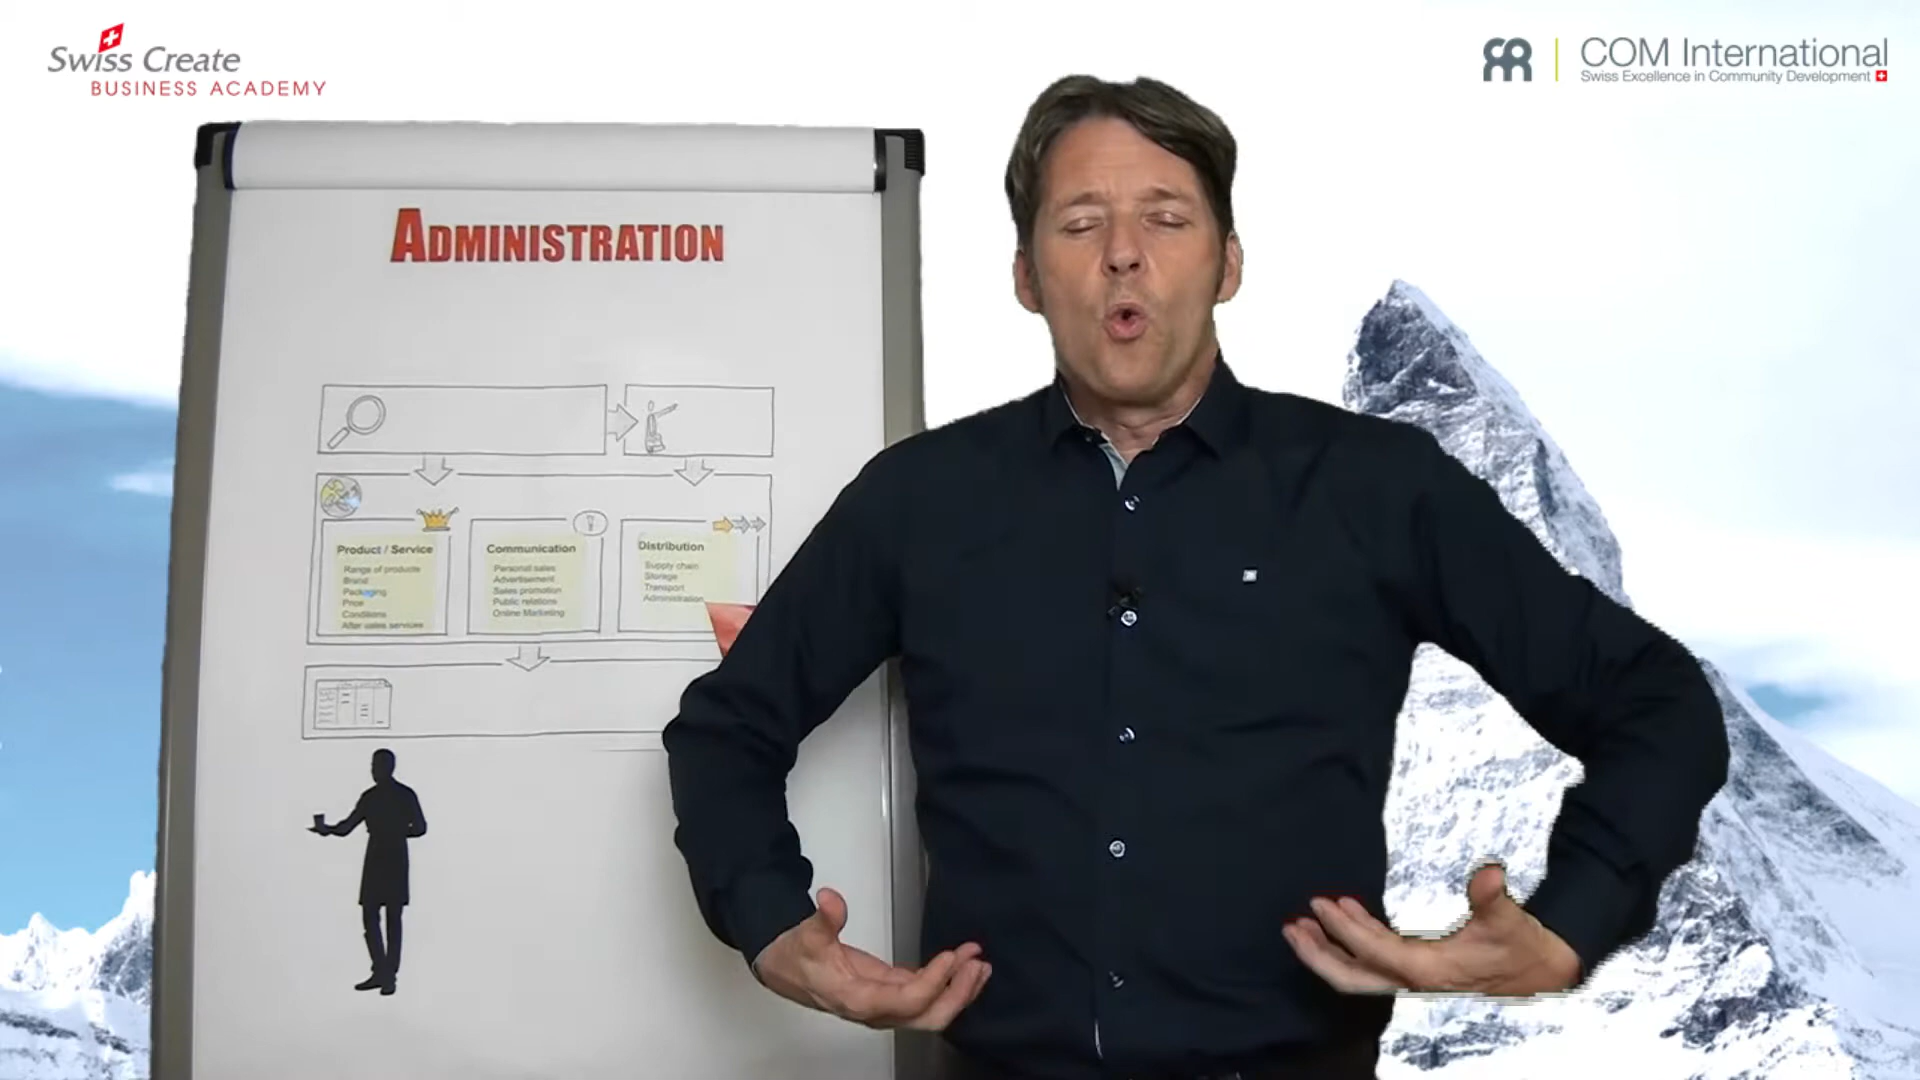 Swiss Create
BUSINESS ACADEMY
COM International
Swiss Excellence in Community Development
ADMINISTRATION
Product / Service
Range of products
Brand
Packaging
Price
Conditions
After sales services
Communication
Personal sales
Advertisement
Sales promotion
Public relations
Online Marketing
Distribution
Supply chain
Storage
Transport
Administration